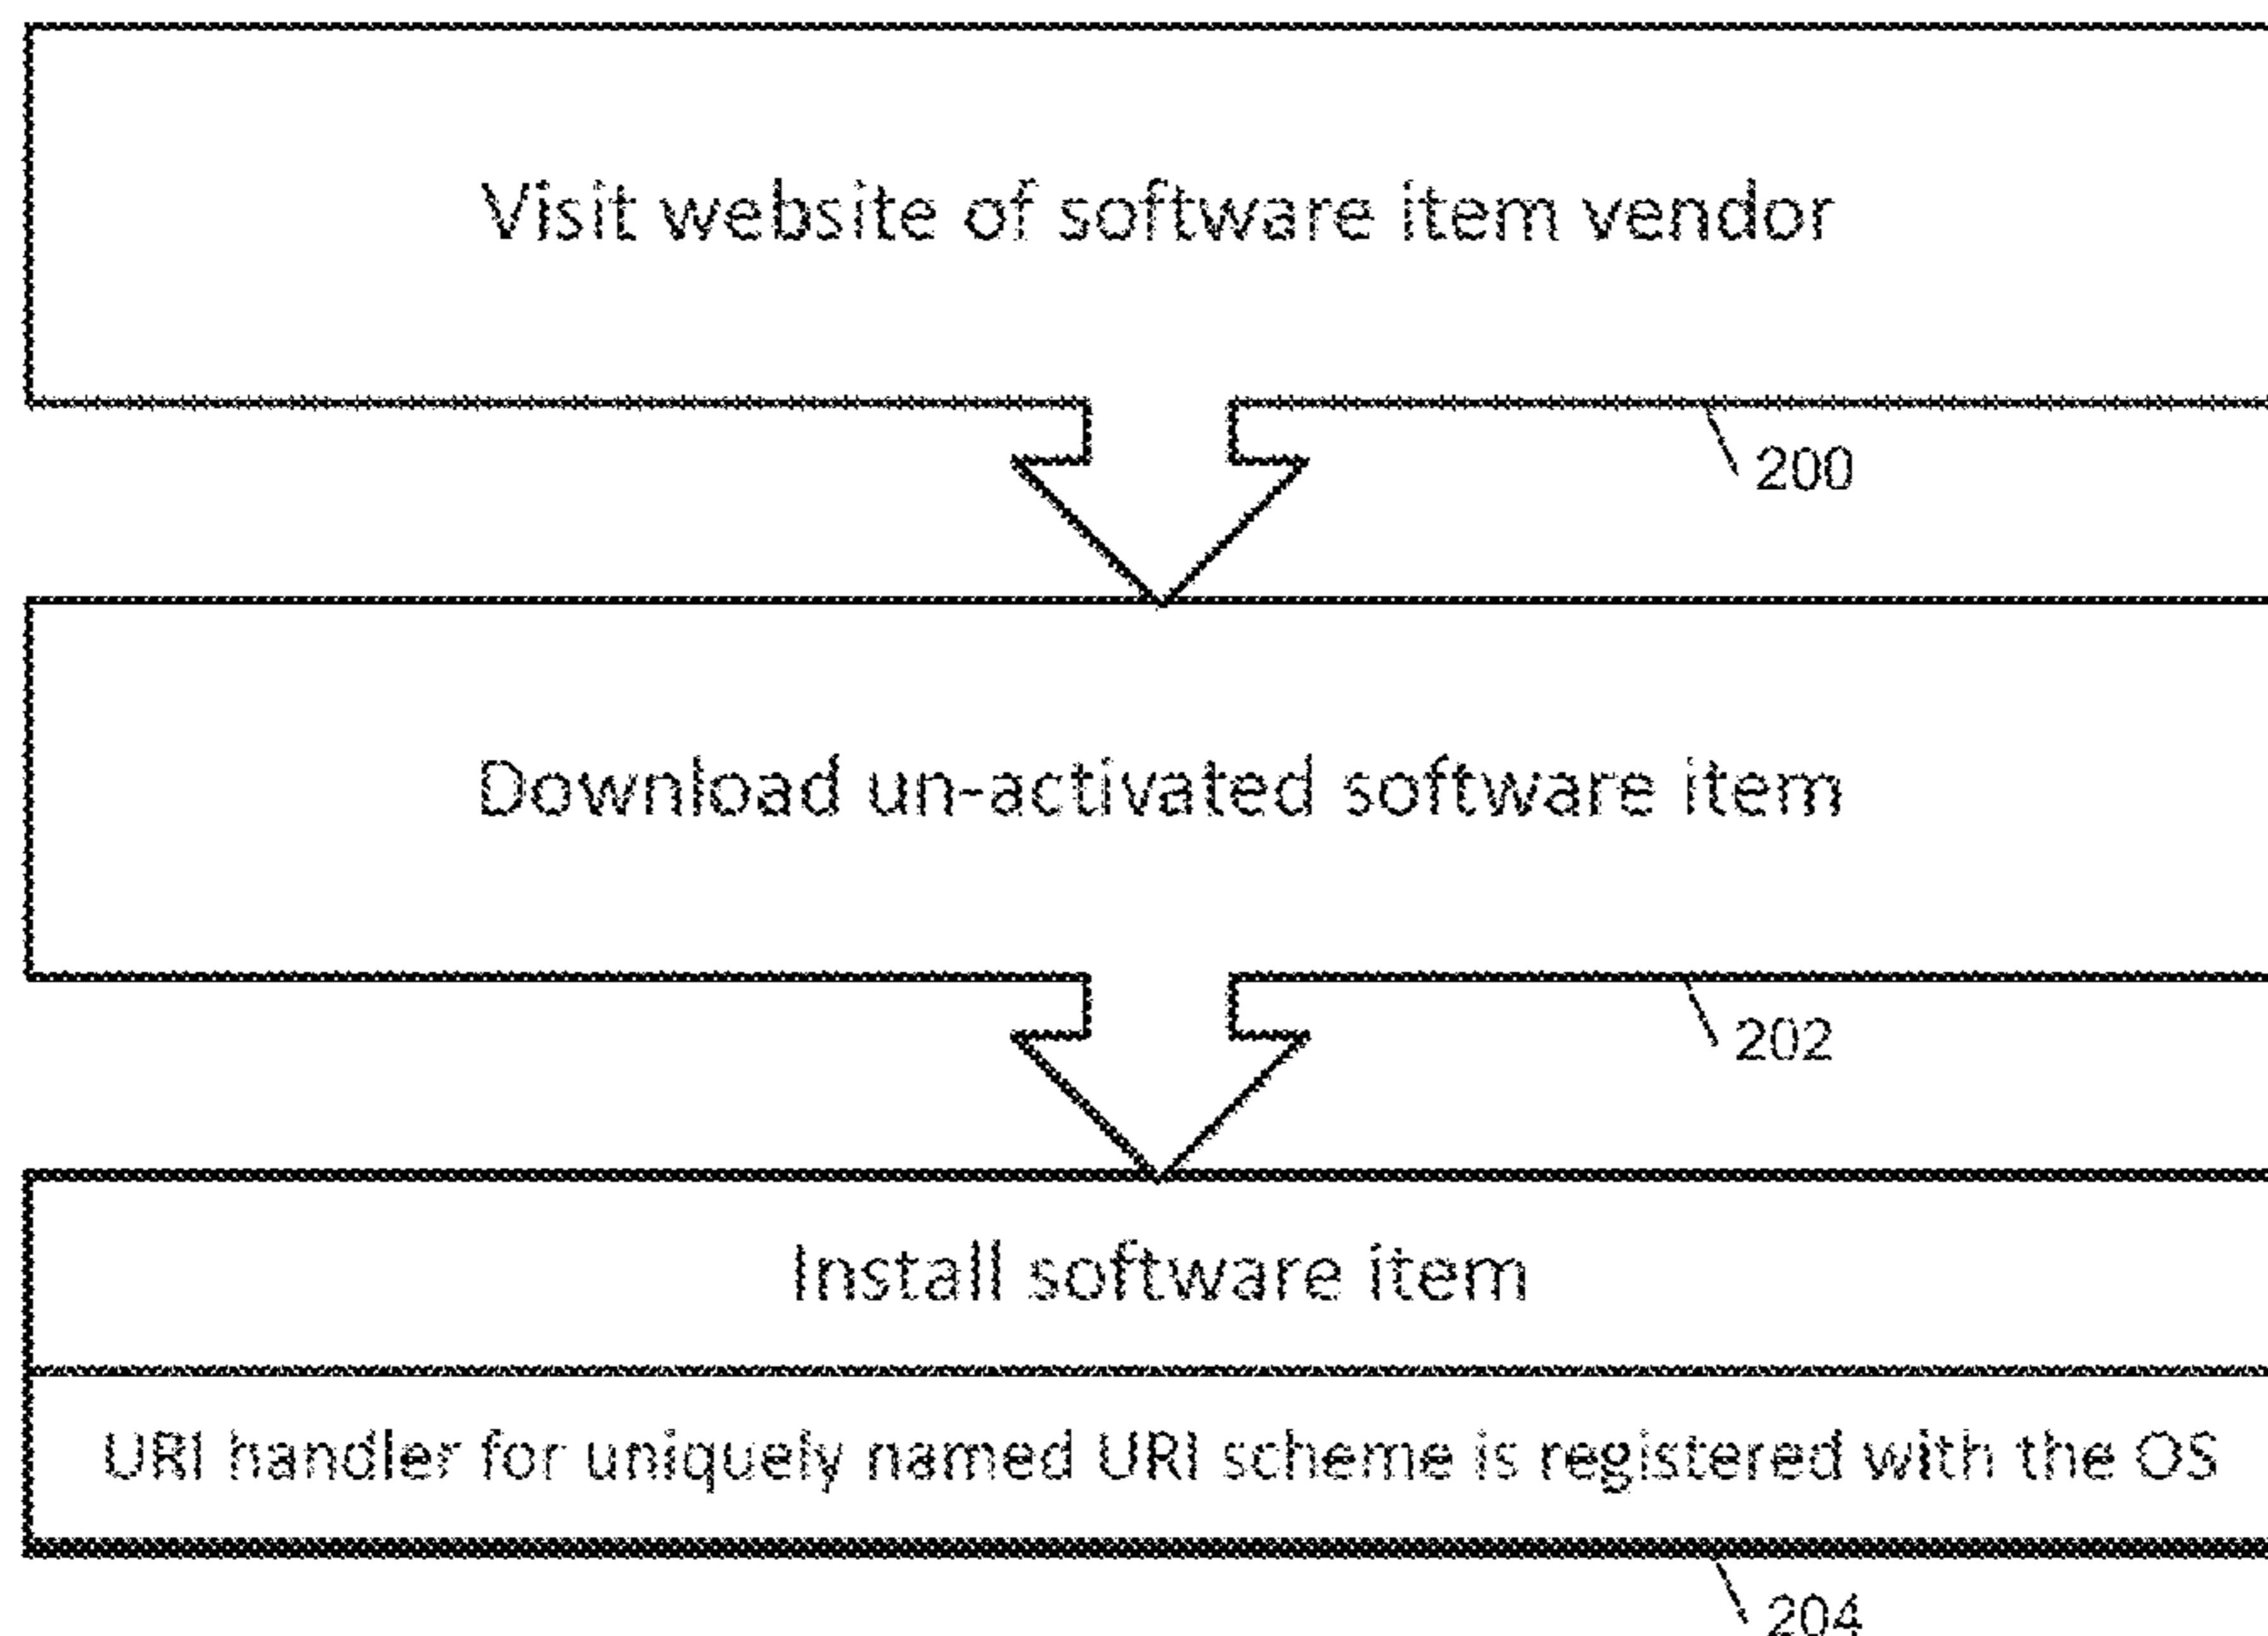 Visit website of software item vendor
200
Download un-activated software item
202
Install software item
URI handler for uniquely named URI scheme is registered with the OS
204